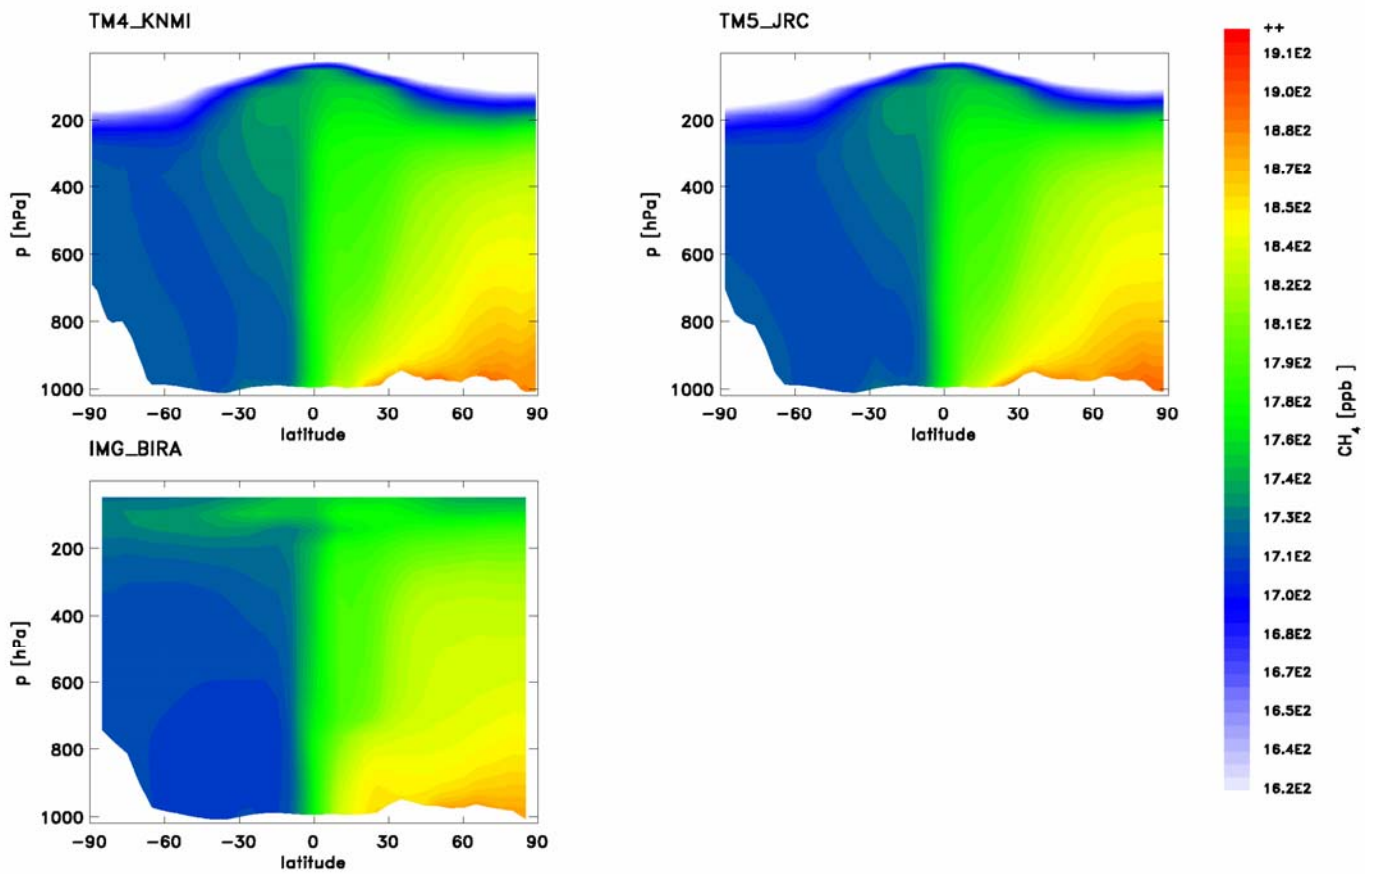 TM4_KNMI
200
400
600
800
1000
p [hPa]
-90 -60 -30 0 30 60 90
latitude
TM5_JRC
200
400
600
800
1000
p [hPa]
-90 -60 -30 0 30 60 90
latitude
IMG_BIRA
200
400
600
800
1000
p [hPa]
-90 -60 -30 0 30 60 90
latitude
++
19.1E2
19.0E2
18.8E2
18.7E2
18.5E2
18.4E2
18.2E2
18.1E2
17.9E2
17.8E2
17.6E2
17.4E2
17.3E2
17.1E2
17.0E2
16.8E2
16.7E2
16.5E2
16.4E2
16.2E2
CH4 [ppb ]